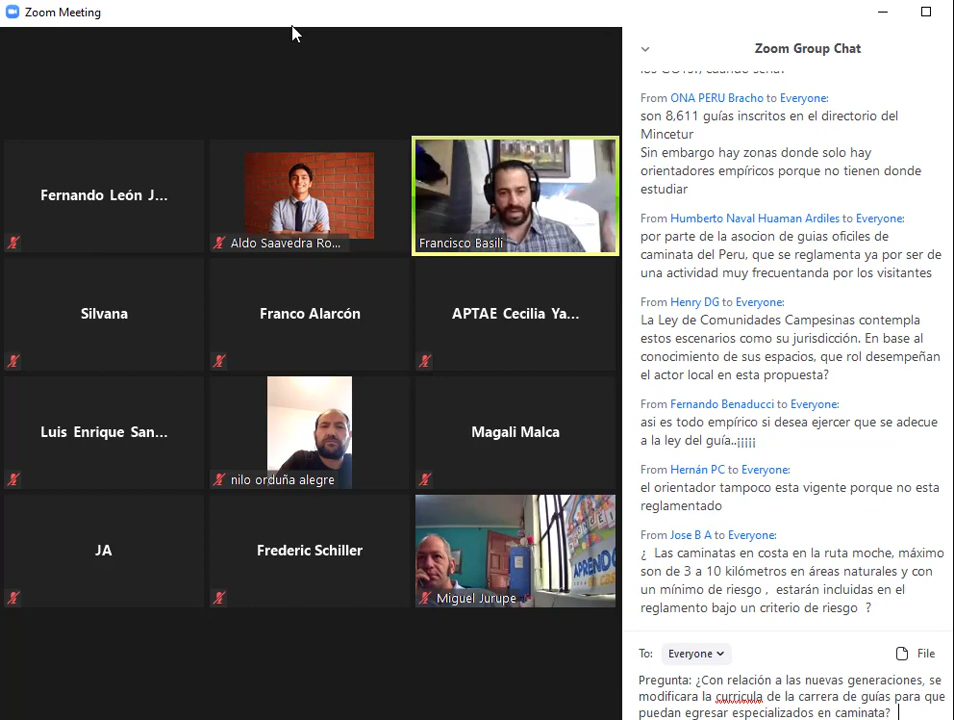 Zoom Meeting
Fernando León J...
Aldo Saavedra Ro...
Francisco Basili
Silvana
Franco Alarcón
APTAE Cecilia Ya...
Luis Enrique San...
nilo orduña alegre
Magali Malca
JA
Frederic Schiller
Miguel Jurupe
APREN
Zoom Group Chat
From ONA PERU Bracho to Everyone:
son 8,611 guías inscritos en el directorio del
Mincetur
Sin embargo hay zonas donde solo hay
orientadores empíricos porque no tienen donde
estudiar
From Humberto Naval Huaman Ardiles to Everyone:
por parte de la asocion de guias oficiles de
caminata del Peru, que se reglamenta ya por ser de
una actividad muy frecuentanda por los visitantes
From Henry DG to Everyone:
La Ley de Comunidades Campesinas contempla
estos escenarios como su jurisdicción. En base al
conocimiento de sus espacios, que rol desempeñan
el actor local en esta propuesta?
From Fernando Benaducci to Everyone:
asi es todo empírico si desea ejercer que se adecue
a la ley del guía..¡¡¡¡¡
From Hernán PC to Everyone:
el orientador tampoco esta vigente porque no esta
reglamentado
From Jose B A to Everyone:
¿ Las caminatas en costa en la ruta moche, máximo
son de 3 a 10 kilómetros en áreas naturales y con
un mínimo de riesgo , estarán incluidas en el
reglamento bajo un criterio de riesgo ?
To: Everyone File
Pregunta: ¿Con relación a las nuevas generaciones, se
modificara la curricula de la carrera de guías para que
puedan egresar especializados en caminata?